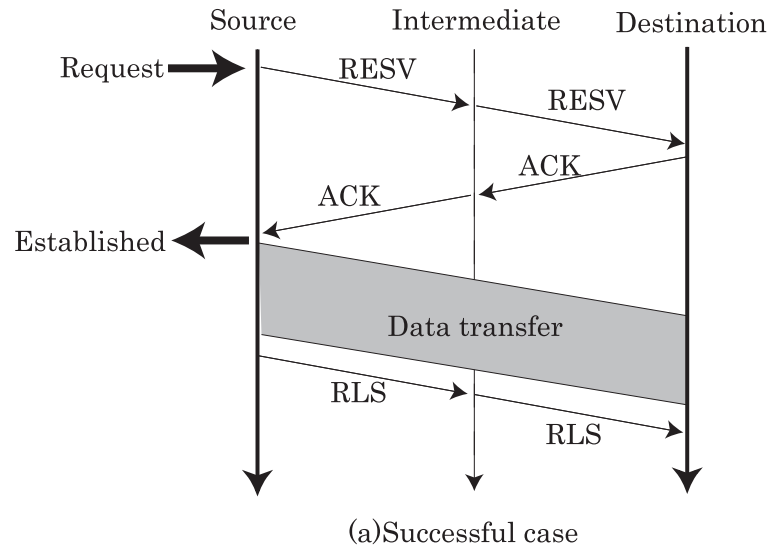 Source
Intermediate
Destination
Request
RESV
RESV
ACK
ACK
Established
Data transfer
RLS
RLS
(a)Successful case